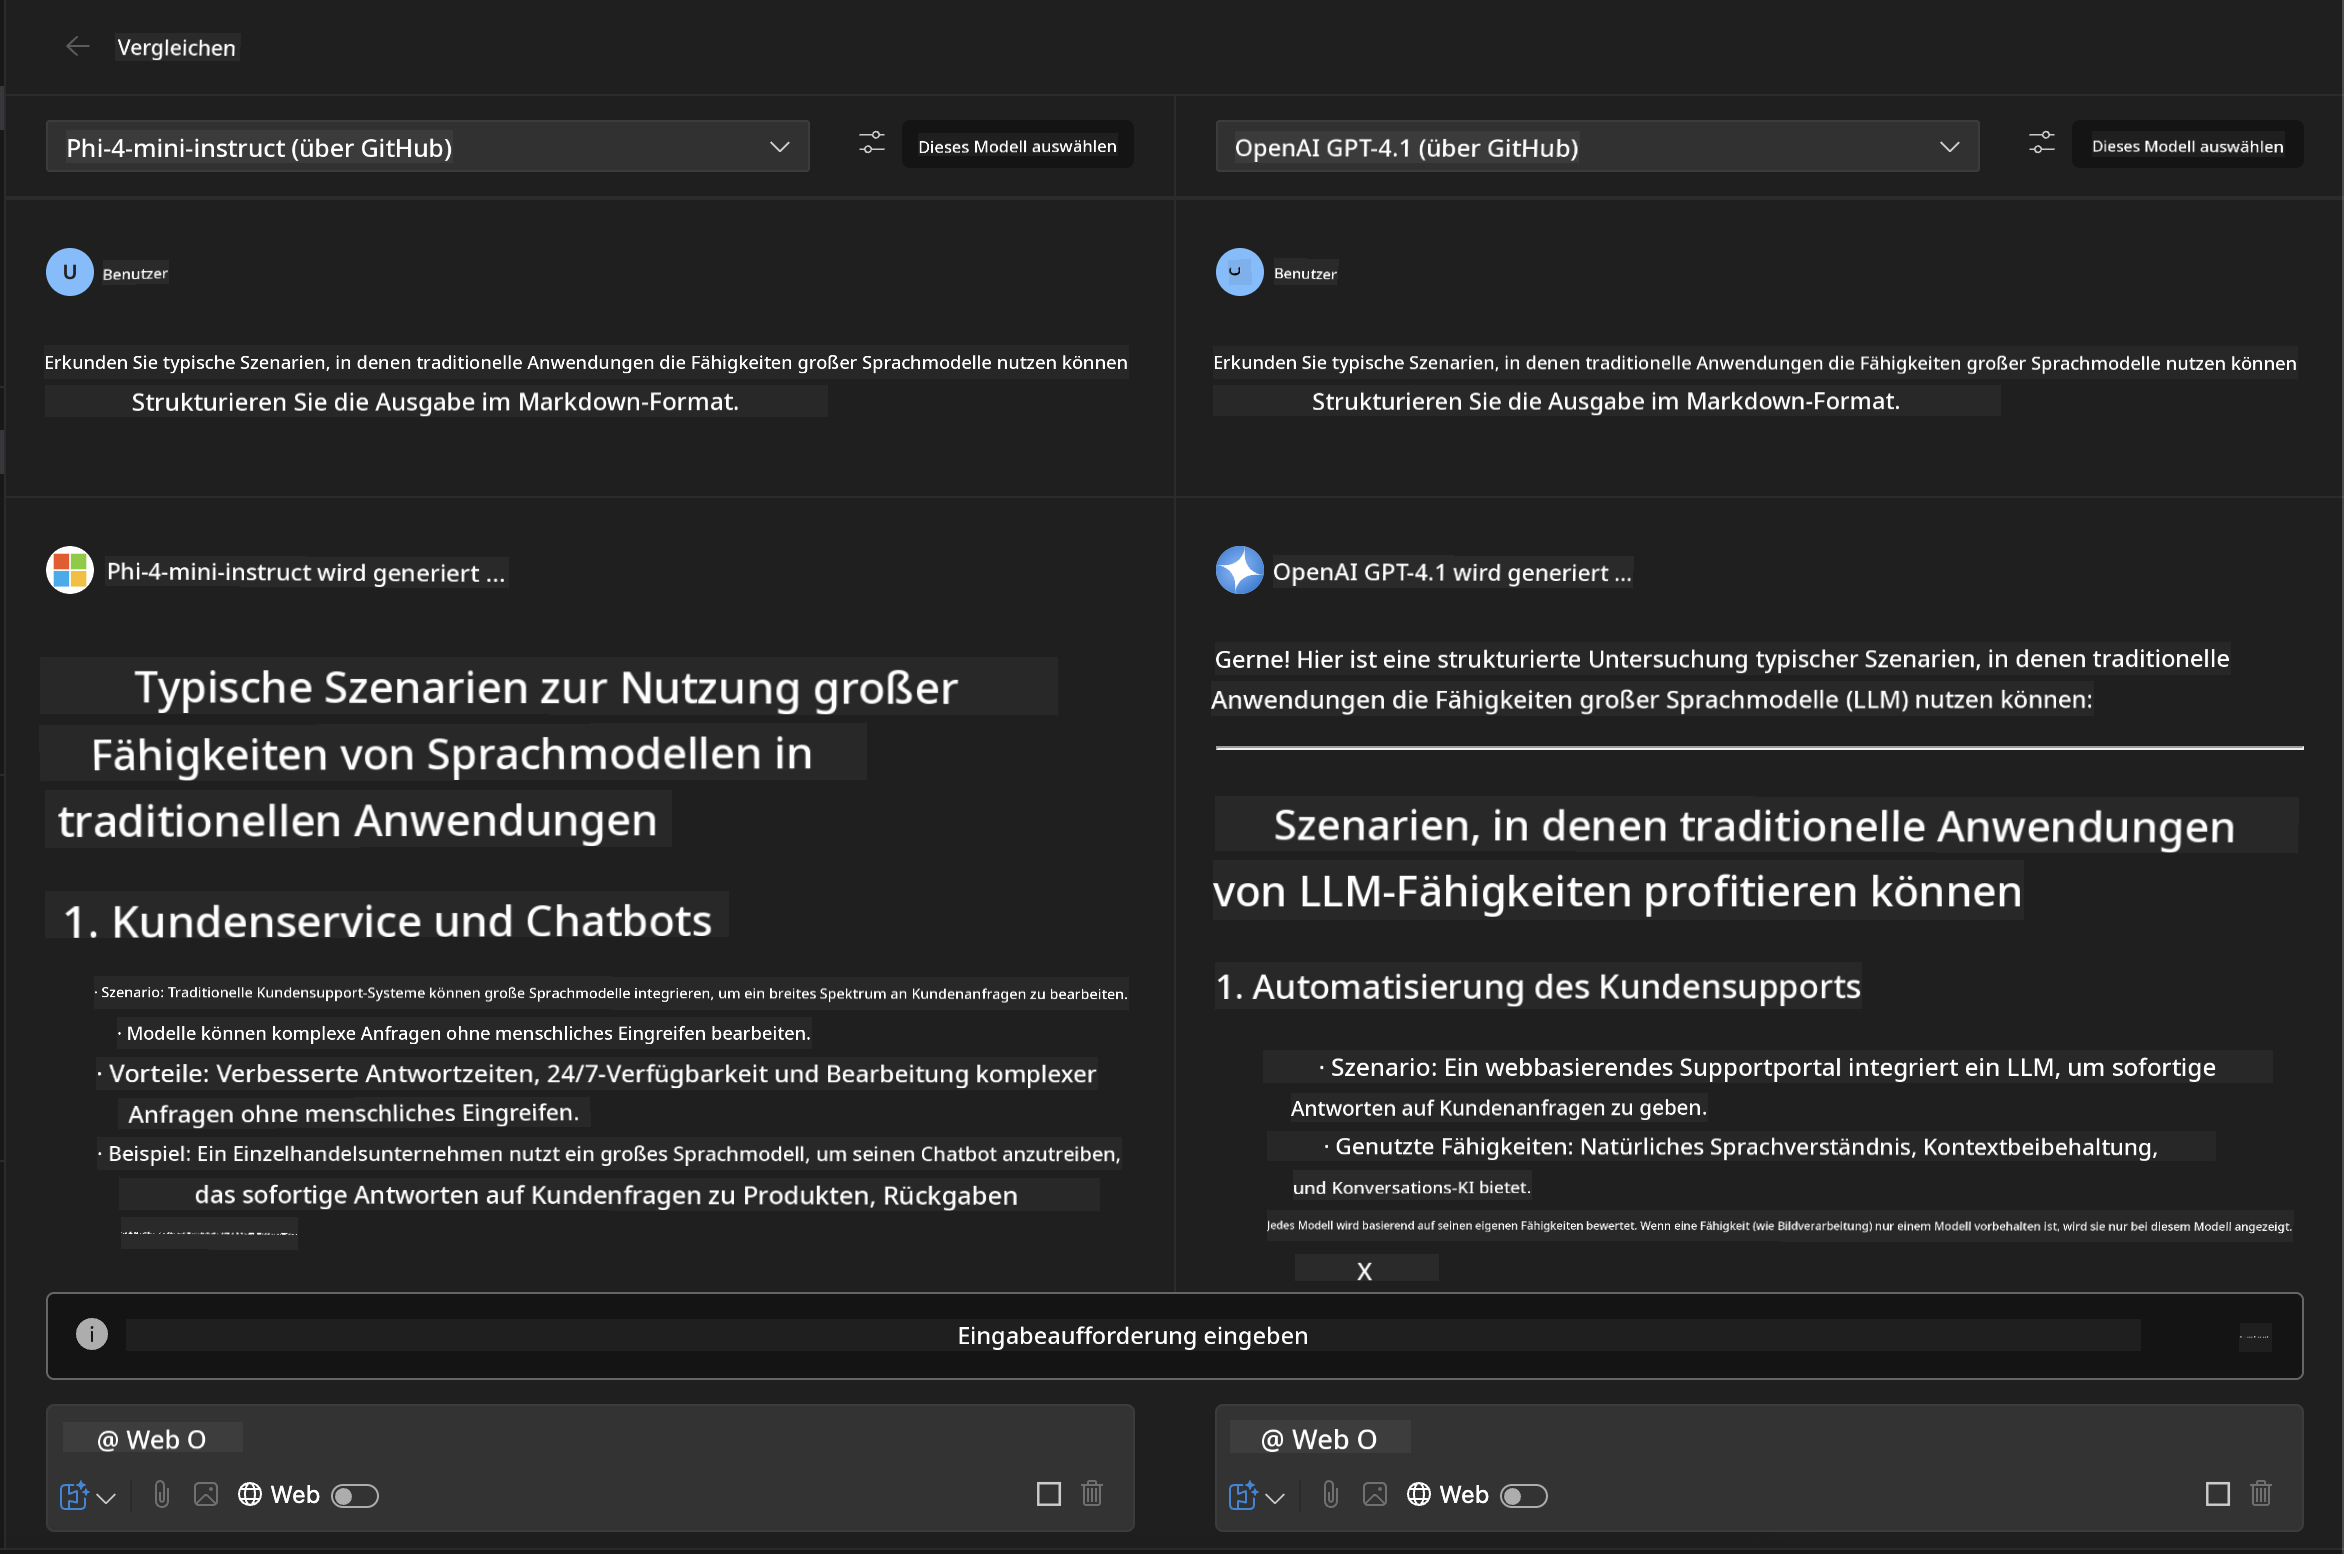 Vergleichen
Phi-4-mini-instruct (über GitHub)
Dieses Modell auswählen
U
Benutzer
Erkunden Sie typische Szenarien, in denen traditionelle Anwendungen die Fähigkeiten großer Sprachmodelle nutzen können
Strukturieren Sie die Ausgabe im Markdown-Format.
Phi-4-mini-instruct wird generiert ...
Typische Szenarien zur Nutzung großer
Fähigkeiten von Sprachmodellen in
traditionellen Anwendungen
1. Kundenservice und Chatbots
· Szenario: Traditionelle Kundensupport-Systeme können große Sprachmodelle integrieren, um ein breites Spektrum an Kundenanfragen zu bearbeiten.
· Modelle können komplexe Anfragen ohne menschliches Eingreifen bearbeiten.
· Vorteile: Verbesserte Antwortzeiten, 24/7-Verfügbarkeit und Bearbeitung komplexer
Anfragen ohne menschliches Eingreifen.
· Beispiel: Ein Einzelhandelsunternehmen nutzt ein großes Sprachmodell, um seinen Chatbot anzutreiben,
das sofortige Antworten auf Kundenfragen zu Produkten, Rückgaben
OpenAI GPT-4.1 (über GitHub)
Dieses Modell auswählen
Benutzer
Erkunden Sie typische Szenarien, in denen traditionelle Anwendungen die Fähigkeiten großer Sprachmodelle nutzen können
Strukturieren Sie die Ausgabe im Markdown-Format.
OpenAI GPT-4.1 wird generiert ...
Gerne! Hier ist eine strukturierte Untersuchung typischer Szenarien, in denen traditionelle
Anwendungen die Fähigkeiten großer Sprachmodelle (LLM) nutzen können:
Szenarien, in denen traditionelle Anwendungen
von LLM-Fähigkeiten profitieren können
1. Automatisierung des Kundensupports
· Szenario: Ein webbasierendes Supportportal integriert ein LLM, um sofortige
Antworten auf Kundenanfragen zu geben.
· Genutzte Fähigkeiten: Natürliches Sprachverständnis, Kontextbeibehaltung,
und Konversations-KI bietet.
Jedes Modell wird basierend auf seinen eigenen Fähigkeiten bewertet. Wenn eine Fähigkeit (wie Bildverarbeitung) nur einem Modell vorbehalten ist, wird sie nur bei diesem Modell angezeigt.
X
Eingabeaufforderung eingeben
@ Web O
Web
@ Web O
Web